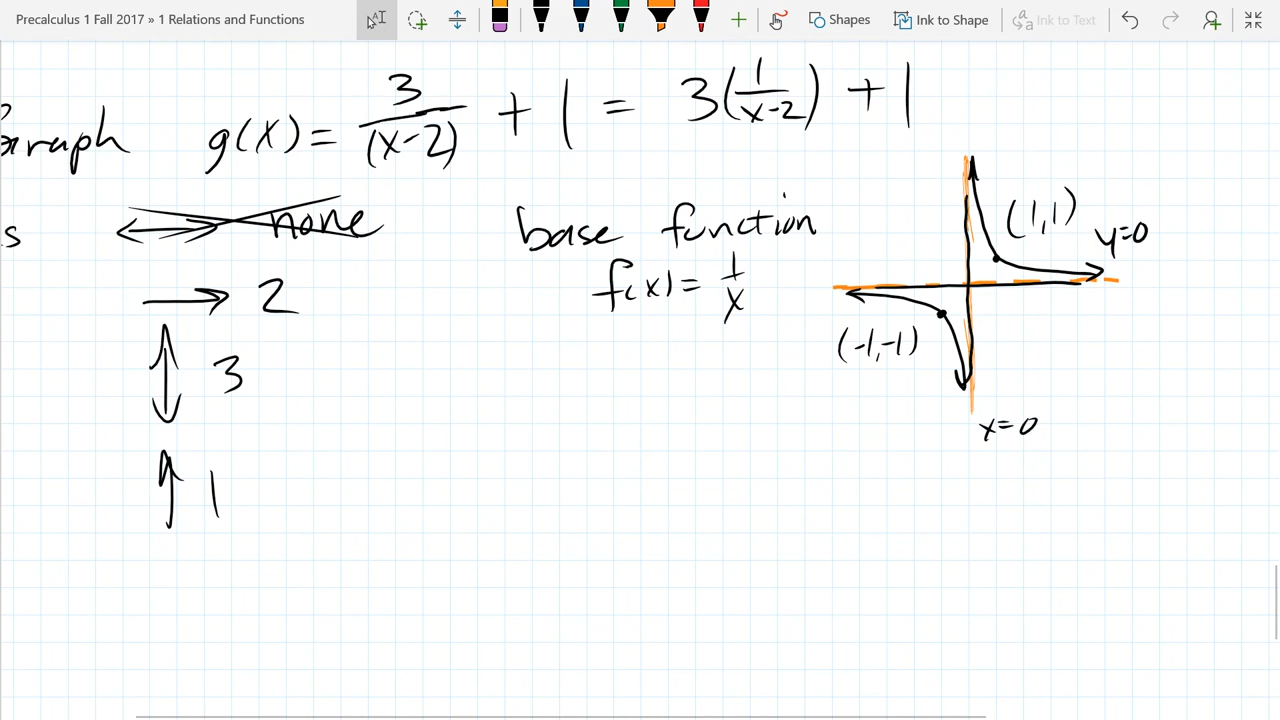 Precalculus 1 Fall 2017 » 1 Relations and Functions
Shapes
Ink to Shape
Ink to Text
Graph g(x) = 3/(x-2) + 1 = 3(1/(x-2)) + 1
s
none
2
3
1
base function
f(x) = 1/x
(1,1)
y=0
(-1,-1)
x=0